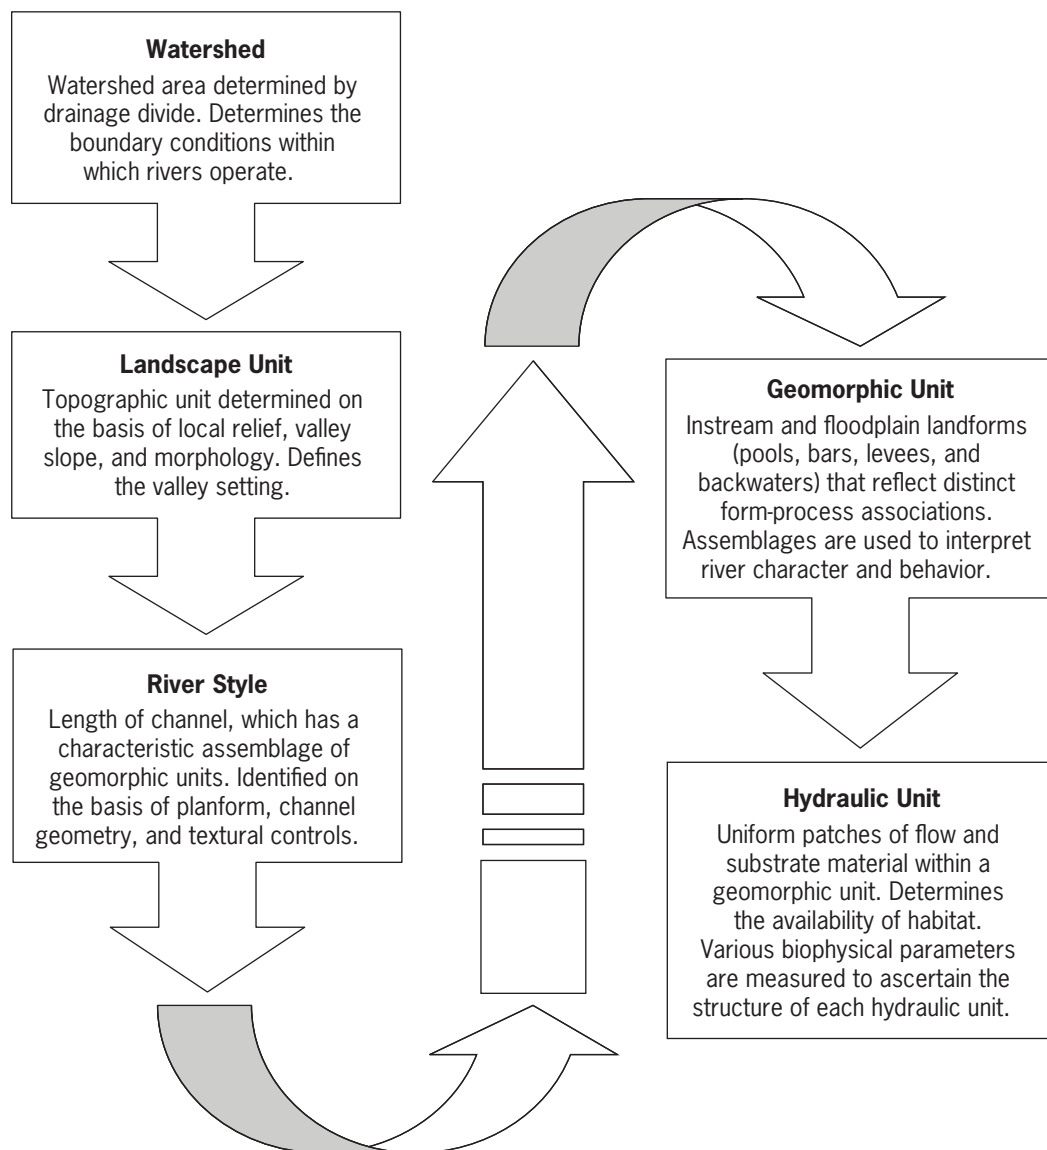 Watershed
Watershed area determined by
drainage divide. Determines the
boundary conditions within
which rivers operate.
Landscape Unit
Topographic unit determined on
the basis of local relief, valley
slope, and morphology. Defines
the valley setting.
River Style
Length of channel, which has a
characteristic assemblage of
geomorphic units. Identified on
the basis of planform, channel
geometry, and textural controls.
Geomorphic Unit
Instream and floodplain landforms
(pools, bars, levees, and
backwaters) that reflect distinct
form-process associations.
Assemblages are used to interpret
river character and behavior.
Hydraulic Unit
Uniform patches of flow and
substrate material within a
geomorphic unit. Determines
the availability of habitat.
Various biophysical parameters
are measured to ascertain the
structure of each hydraulic unit.